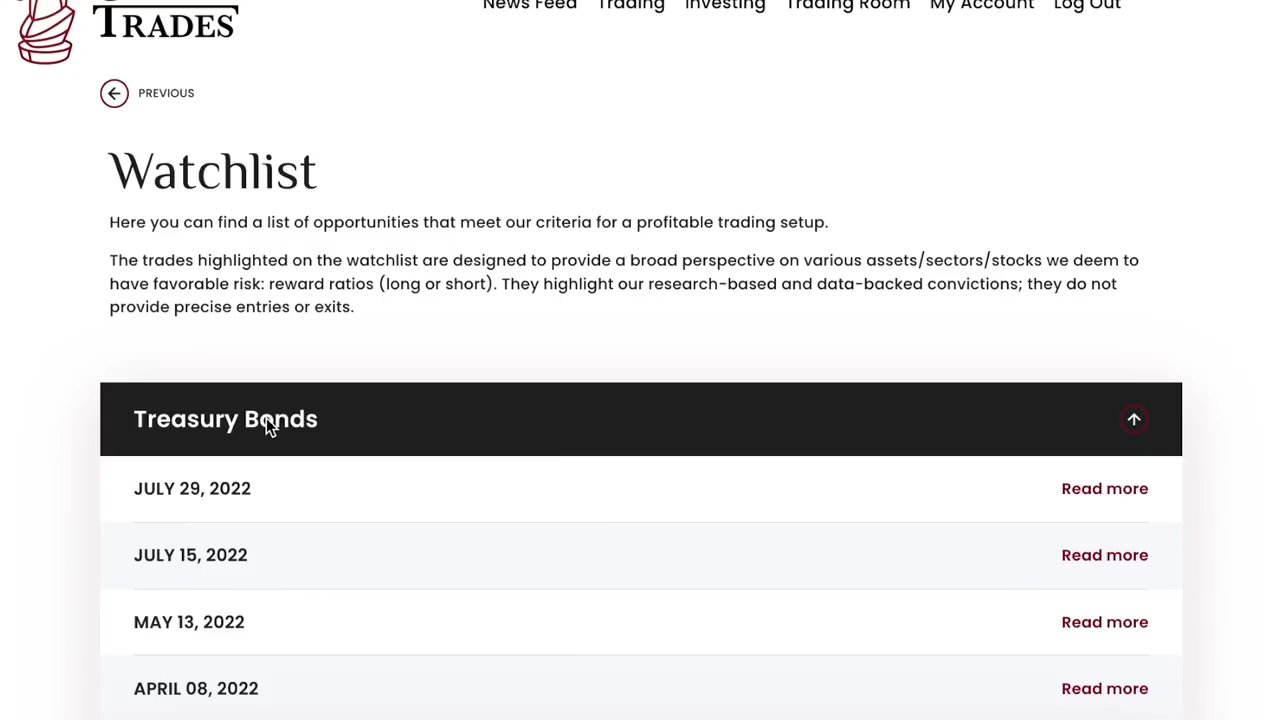 TRADES
News Feed Trading Investing Trading Room My Account Log Out
PREVIOUS
Watchlist
Here you can find a list of opportunities that meet our criteria for a profitable trading setup.
The trades highlighted on the watchlist are designed to provide a broad perspective on various assets/sectors/stocks we deem to
have favorable risk: reward ratios (long or short). They highlight our research-based and data-backed convictions; they do not
provide precise entries or exits.
Treasury Bonds
JULY 29, 2022 Read more
JULY 15, 2022 Read more
MAY 13, 2022 Read more
APRIL 08, 2022 Read more